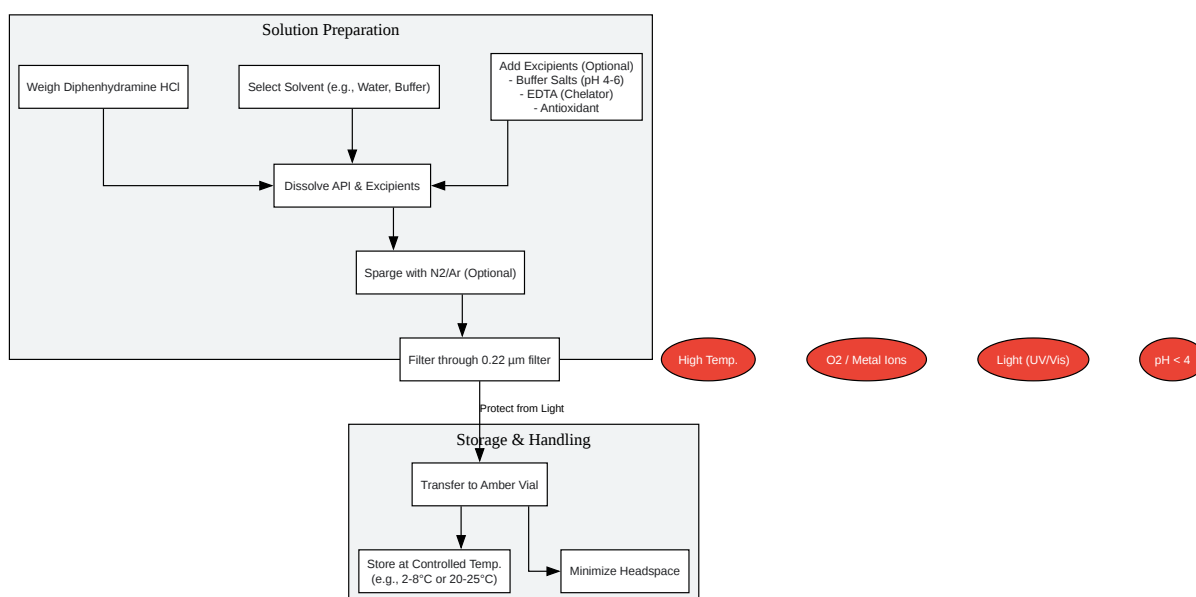 Solution Preparation
Weigh Diphenhydramine HCl
Select Solvent (e.g., Water, Buffer)
Add Excipients (Optional)
- Buffer Salts (pH 4-6)
- EDTA (Chelator)
- Antioxidant
Dissolve API & Excipients
Sparge with N2/Ar (Optional)
Filter through 0.22 µm filter
High Temp.
O2 / Metal Ions
Light (UV/Vis)
pH < 4
Protect from Light
Storage & Handling
Transfer to Amber Vial
Store at Controlled Temp.
(e.g., 2-8°C or 20-25°C)
Minimize Headspace